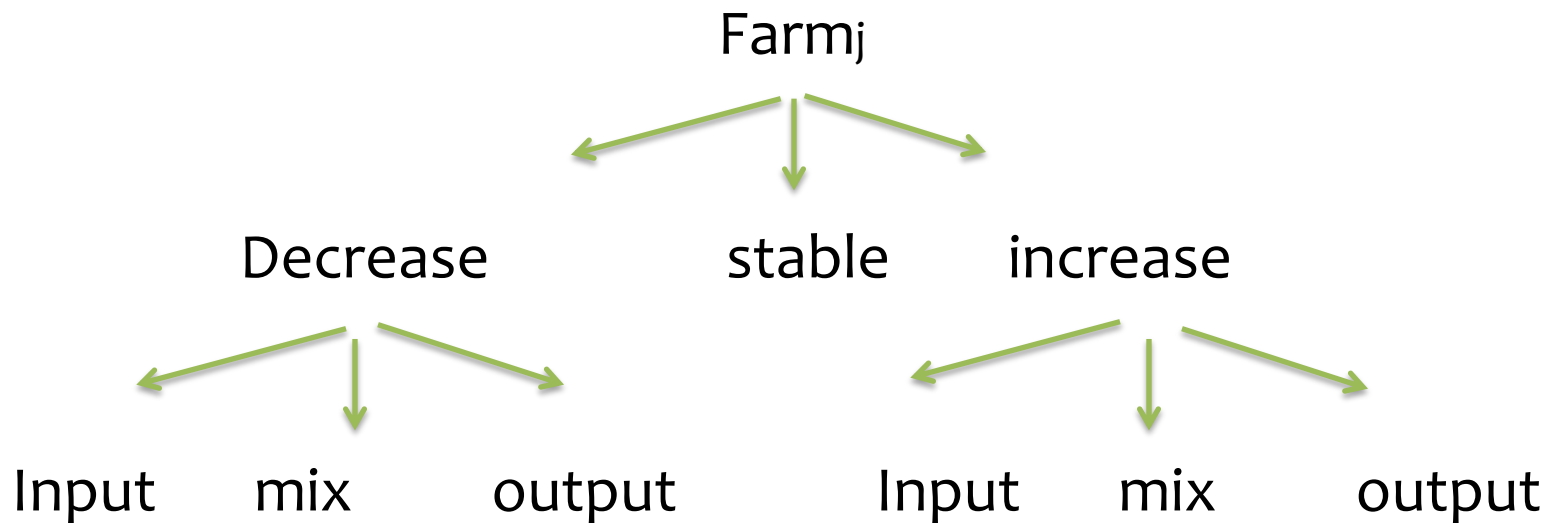 Farmj
Decrease stable increase
Input mix output Input mix output